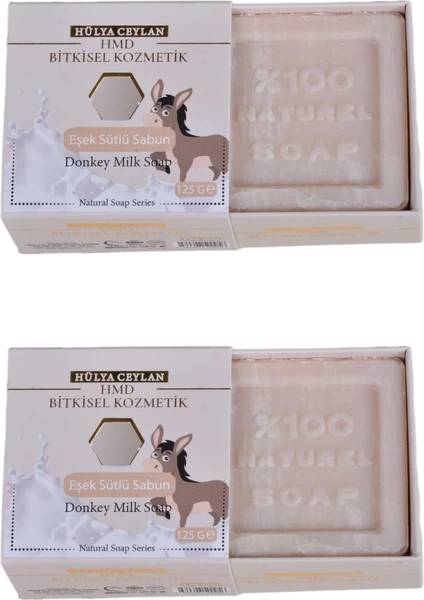 HÜLYA CEYLAN
HMD
BİTKİSEL KOZMETİK
Eşek Sütlü Sabun
Donkey Milk Soap
125 G℮
Natural Soap Series
%100
NATUREL
SOAP
HÜLYA CEYLAN
HMD
BİTKİSEL KOZMETİK
Eşek Sütlü Sabun
Donkey Milk Soap
125 G℮
Natural Soap Series
%100
NATUREL
SOAP